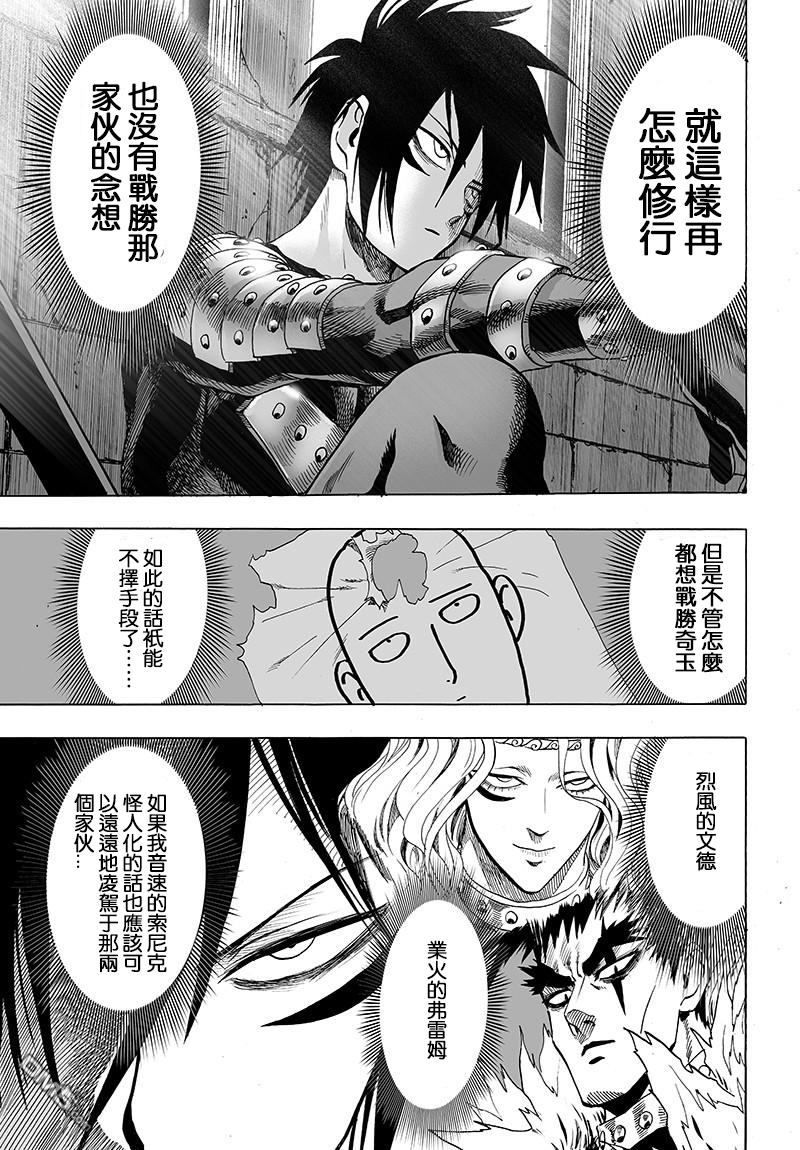 就這樣再
怎麼修行
也沒有戰勝那
家伙的念想
但是不管怎麼
都想戰勝奇玉
如此的話衹能
不擇手段了……
烈風的文德
業火的弗雷姆
如果我音速的索尼克
怪人化的話也應該可
以遠遠地凌駕于那兩
個家伙…